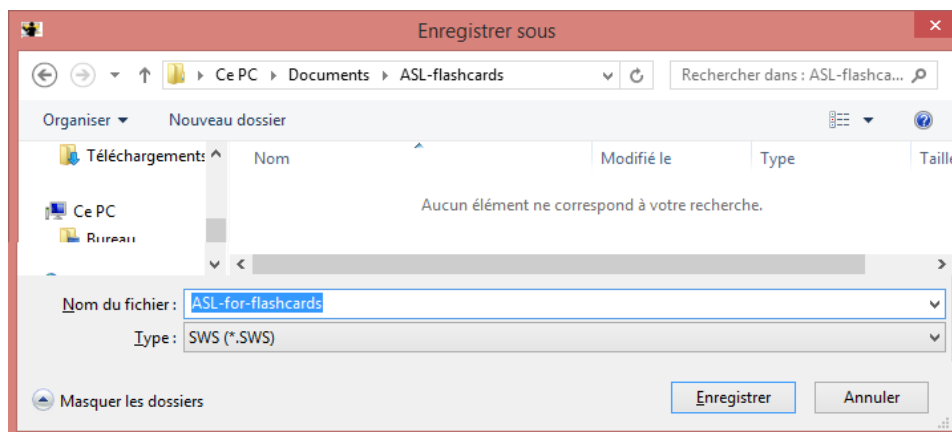 Enregistrer sous
Ce PC Documents ASL-flashcards
Rechercher dans : ASL-flashca...
Organiser Nouveau dossier
Téléchargements
Nom Modifié le Type Taille
Aucun élément ne correspond à votre recherche.
Ce PC
Bureau
Nom du fichier : ASL-for-flashcards
Type : SWS (*.SWS)
Masquer les dossiers
Enregistrer Annuler